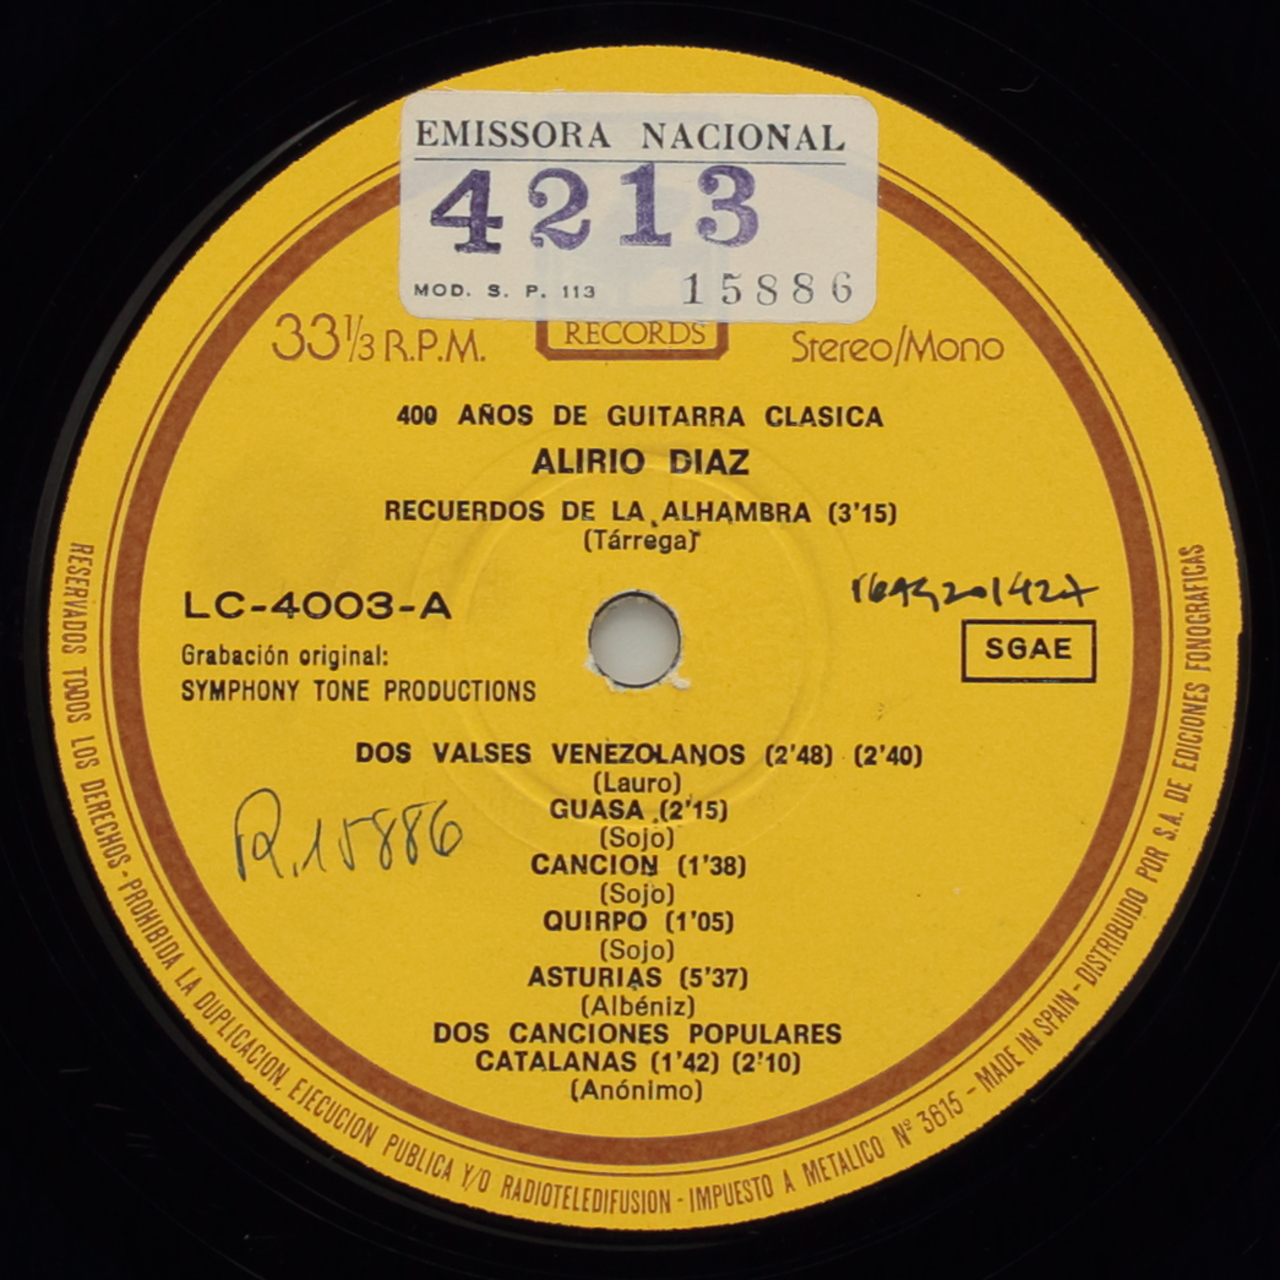 EMISSORA NACIONAL
4213
MOD. S. P. 113 15886
33 1/3 R.P.M. RECORDS Stereo/Mono
400 AÑOS DE GUITARRA CLASICA
ALIRIO DIAZ
RECUERDOS DE LA ALHAMBRA (3'15)
(Tárrega)
LC-4003-A
SGAE
Grabación original:
SYMPHONY TONE PRODUCTIONS
DOS VALSES VENEZOLANOS (2'48) (2'40)
(Lauro)
GUASA (2'15)
(Sojo)
CANCION (1'38)
(Sojo)
QUIRPO (1'05)
(Sojo)
ASTURIAS (5'37)
(Albéniz)
DOS CANCIONES POPULARES
CATALANAS (1'42) (2'10)
(Anónimo)
R.15886
RESERVADOS TODOS LOS DERECHOS-PROHIBIDA LA DUPLICACION, EJECUCION PUBLICA Y/O RADIOTELEDIFUSION - IMPUESTO A METALICO Nº 3615 - MADE IN SPAIN - DISTRIBUIDO POR S.A. DE EDICIONES FONOGRAFICAS